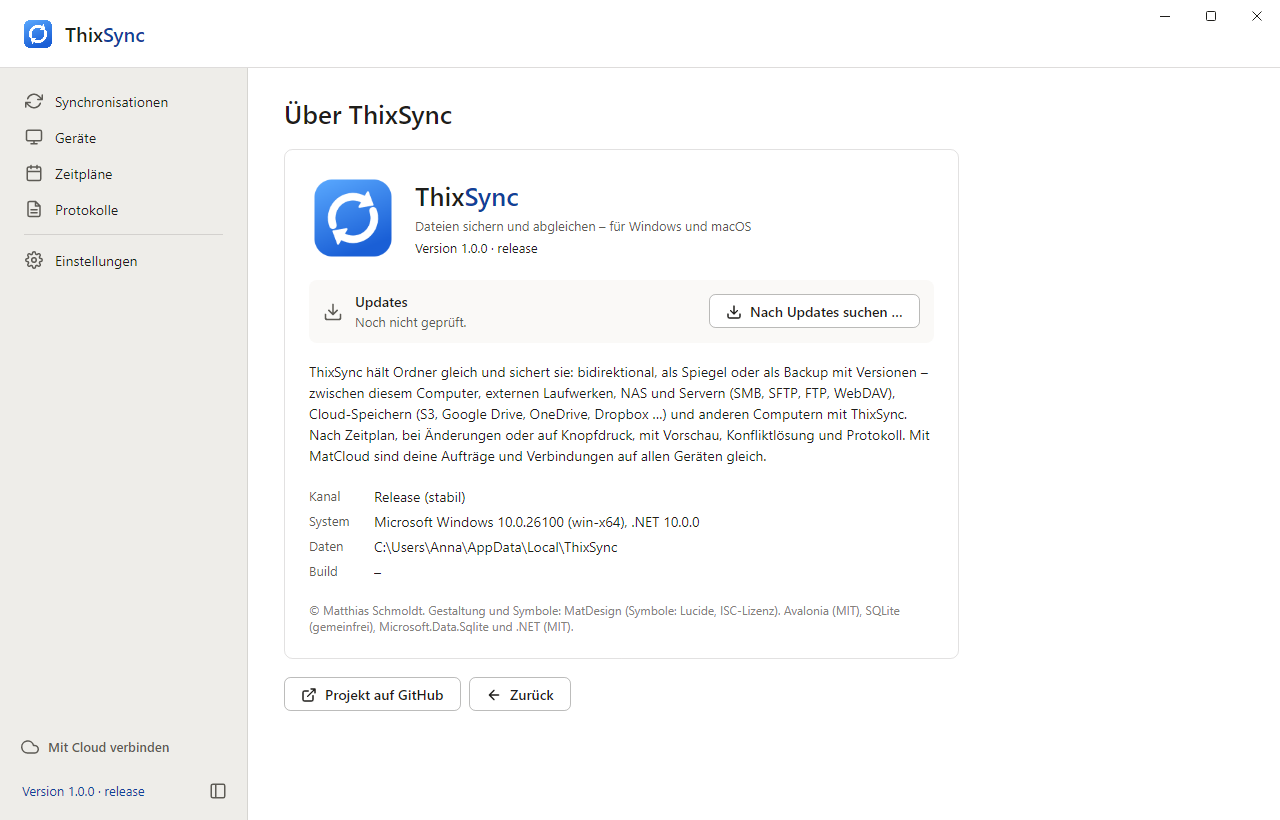 ThixSync
Synchronisationen
Geräte
Zeitpläne
Protokolle
Einstellungen
Mit Cloud verbinden
Version 1.0.0 · release
Über ThixSync
ThixSync
Dateien sichern und abgleichen – für Windows und macOS
Version 1.0.0 · release
Updates
Noch nicht geprüft.
Nach Updates suchen ...
ThixSync hält Ordner gleich und sichert sie: bidirektional, als Spiegel oder als Backup mit Versionen –
zwischen diesem Computer, externen Laufwerken, NAS und Servern (SMB, SFTP, FTP, WebDAV),
Cloud-Speichern (S3, Google Drive, OneDrive, Dropbox ...) und anderen Computern mit ThixSync.
Nach Zeitplan, bei Änderungen oder auf Knopfdruck, mit Vorschau, Konfliktlösung und Protokoll. Mit
MatCloud sind deine Aufträge und Verbindungen auf allen Geräten gleich.
Kanal Release (stabil)
System Microsoft Windows 10.0.26100 (win-x64), .NET 10.0.0
Daten C:\Users\Anna\AppData\Local\ThixSync
Build –
© Matthias Schmoldt. Gestaltung und Symbole: MatDesign (Symbole: Lucide, ISC-Lizenz). Avalonia (MIT), SQLite
(gemeinfrei), Microsoft.Data.Sqlite und .NET (MIT).
Projekt auf GitHub
Zurück